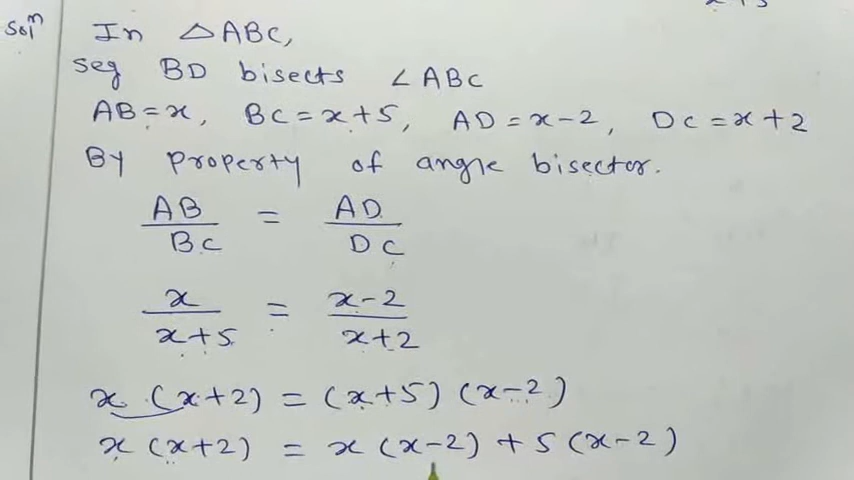 Solⁿ In △ABC,
seg BD bisects ∠ABC
AB = x, BC = x+5, AD = x-2, DC = x+2
By property of angle bisector.
AB/BC = AD/DC
x/x+5 = x-2/x+2
x (x+2) = (x+5) (x-2)
x (x+2) = x (x-2) + 5 (x-2)